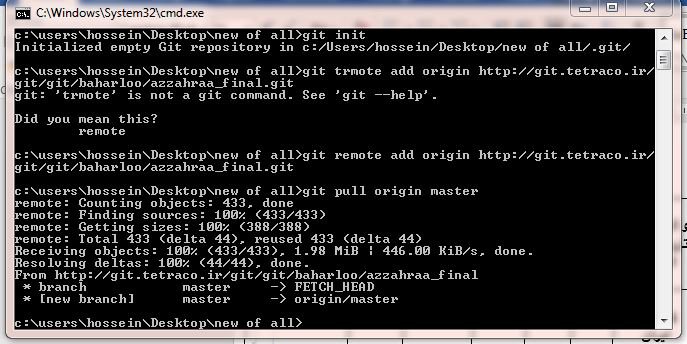 C:\Windows\System32\cmd.exe
c:\users\hossein\Desktop\new of all>git init
Initialized empty Git repository in c:/Users/hossein/Desktop/new of all/.git/
c:\users\hossein\Desktop\new of all>git trmote add origin http://git.tetraco.ir/
git/git/baharloo/azzahraa_final.git
git: 'trmote' is not a git command. See 'git --help'.
Did you mean this?
remote
c:\users\hossein\Desktop\new of all>git remote add origin http://git.tetraco.ir/
git/git/baharloo/azzahraa_final.git
c:\users\hossein\Desktop\new of all>git pull origin master
remote: Counting objects: 433, done
remote: Finding sources: 100% (433/433)
remote: Getting sizes: 100% (388/388)
remote: Total 433 (delta 44), reused 433 (delta 44)
Receiving objects: 100% (433/433), 1.98 MiB ¦ 446.00 KiB/s, done.
Resolving deltas: 100% (44/44), done.
From http://git.tetraco.ir/git/git/baharloo/azzahraa_final
* branch master -> FETCH_HEAD
* [new branch] master -> origin/master
c:\users\hossein\Desktop\new of all>